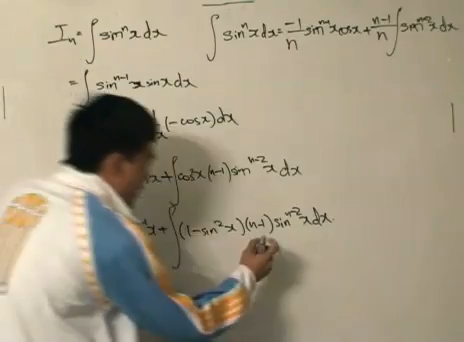 Iₙ = ∫ sinⁿx dx    ∫ sinⁿx dx = -1/n sinⁿ⁻¹x cosx + n-1/n ∫ sinⁿ⁻²x dx
= ∫ sinⁿ⁻¹x sinx dx
(-cosx) dx
x + ∫ cos²x (n-1) sinⁿ⁻²x dx
x + ∫ (1-sin²x)(n-1) sinⁿ⁻²x dx